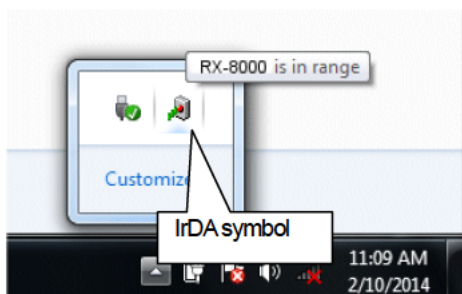 RX-8000 is in range
Customize
IrDA symbol
11:09 AM
2/10/2014